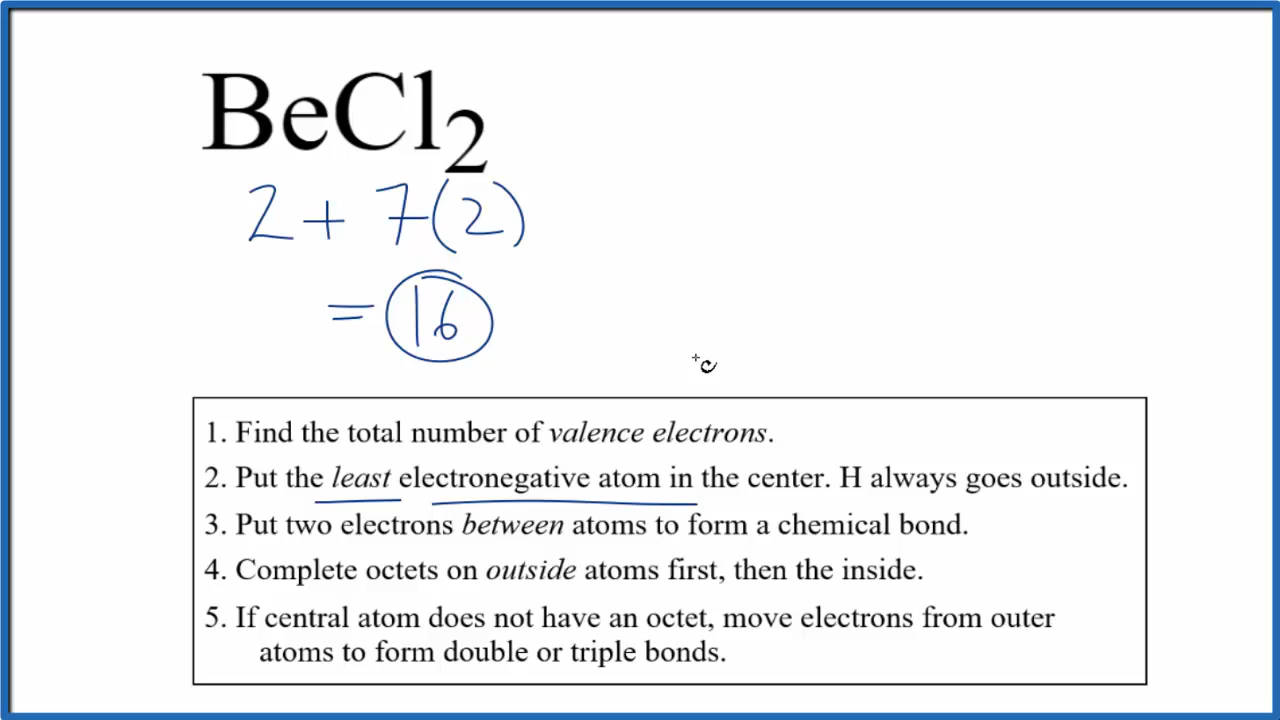 BeCl₂
2 + 7(2)
= 16
1. Find the total number of valence electrons.
2. Put the least electronegative atom in the center. H always goes outside.
3. Put two electrons between atoms to form a chemical bond.
4. Complete octets on outside atoms first, then the inside.
5. If central atom does not have an octet, move electrons from outer
atoms to form double or triple bonds.